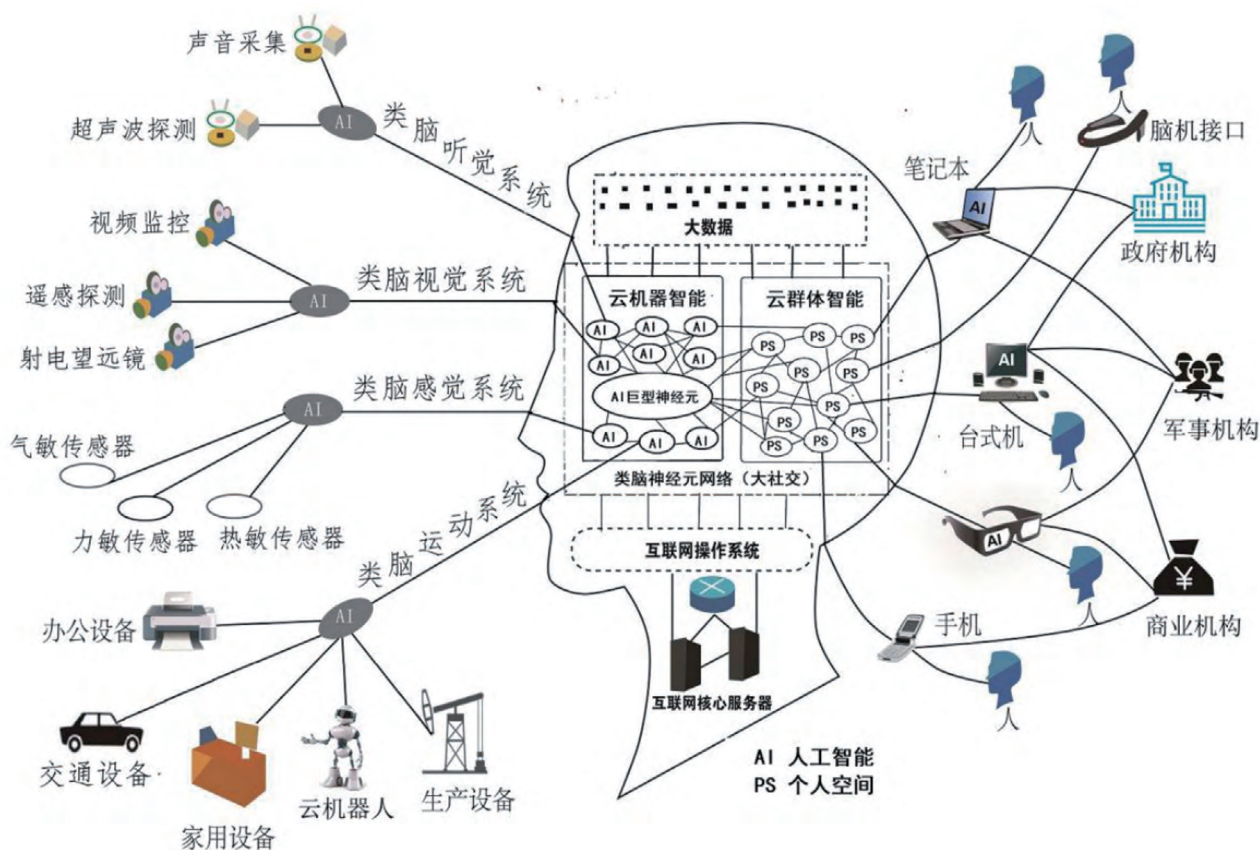 声音采集
AI
超声波探测
类脑听觉系统
视频监控
遥感探测
AI
类脑视觉系统
射电望远镜
AI
类脑感觉系统
气敏传感器
力敏传感器
热敏传感器
类脑运动系统
AI
办公设备
交通设备
家用设备
云机器人
生产设备
大数据
云机器智能
AI
AI
AI
AI
AI
AI
AI巨型神经元
AI
AI
AI
云群体智能
PS
PS
PS
PS
PS
PS
PS
PS
PS
PS
PS
PS
类脑神经元网络（大社交）
互联网操作系统
互联网核心服务器
AI 人工智能
PS 个人空间
人
人
脑机接口
笔记本
AI
政府机构
AI
台式机
人
军事机构
AI
人
手机
商业机构
¥
人